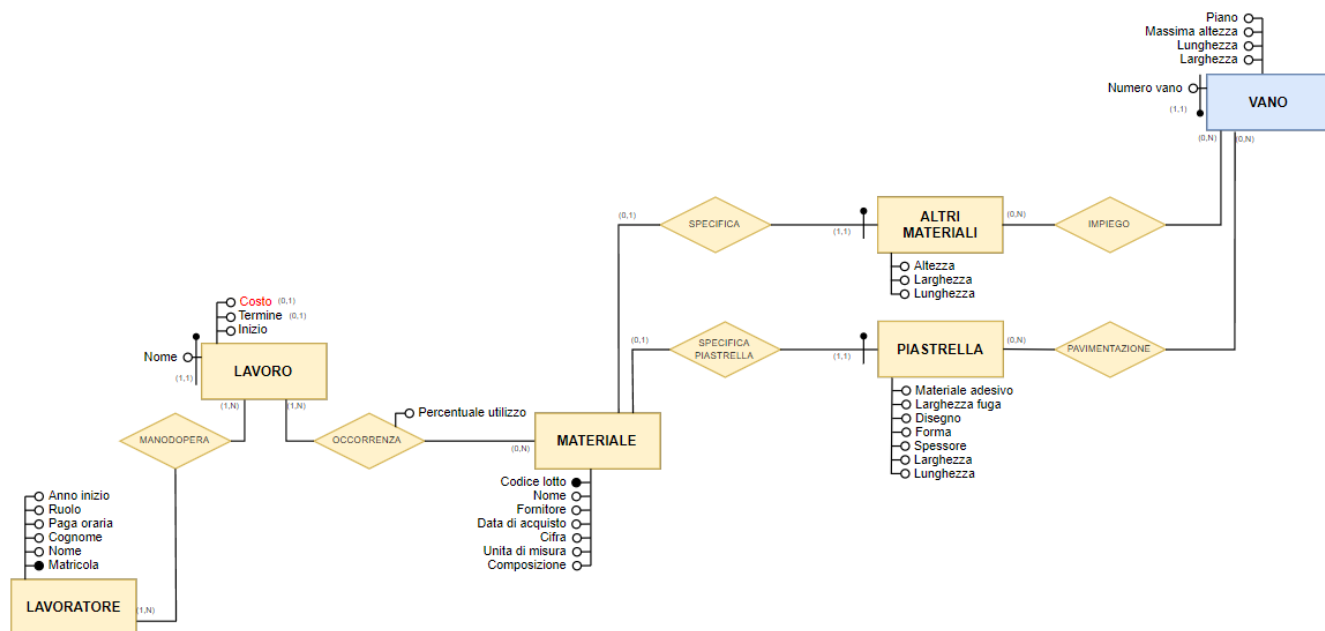 Piano
Massima altezza
Lunghezza
Larghezza
Numero vano
(1,1)
VANO
(0,N)
(0,N)
(0,1)
SPECIFICA
(1,1)
ALTRI
MATERIALI
(0,N)
IMPIEGO
Altezza
Larghezza
Lunghezza
Costo (0,1)
Termine (0,1)
Inizio
Nome
(1,1)
LAVORO
(1,N)
(1,N)
(0,1)
SPECIFICA
PIASTRELLA
(1,1)
PIASTRELLA
(0,N)
PAVIMENTAZIONE
Materiale adesivo
Larghezza fuga
Disegno
Forma
Spessore
Larghezza
Lunghezza
MANODOPERA
OCCORRENZA
Percentuale utilizzo
(0,N)
MATERIALE
Codice lotto
Nome
Fornitore
Data di acquisto
Cifra
Unita di misura
Composizione
Anno inizio
Ruolo
Paga oraria
Cognome
Nome
Matricola
LAVORATORE
(1,N)